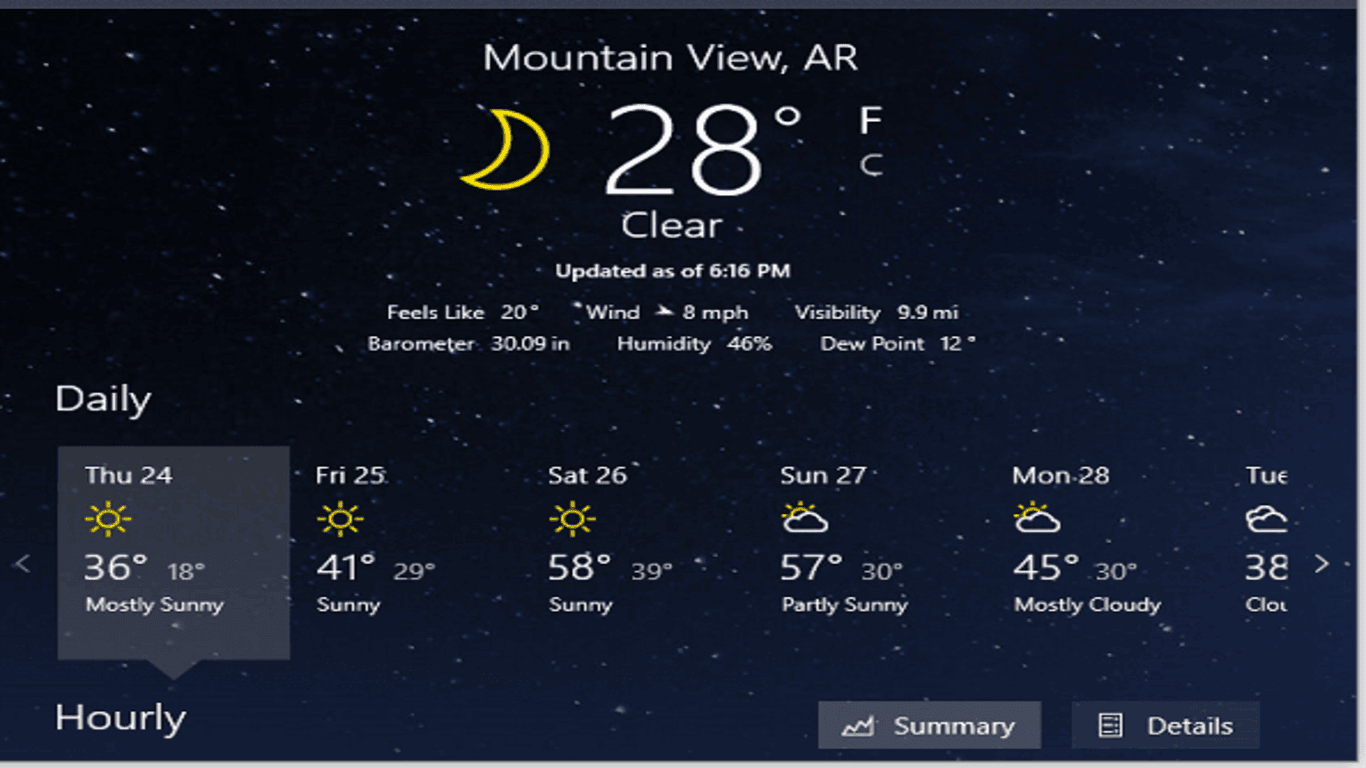 Mountain View, AR
28° F
C
Clear
Updated as of 6:16 PM
Feels Like 20° Wind 8 mph Visibility 9.9 mi
Barometer 30.09 in Humidity 46% Dew Point 12 °
Daily
Thu 24 Fri 25 Sat 26 Sun 27 Mon 28 Tue
36° 18° 41° 29° 58° 39° 57° 30° 45° 30° 38
Mostly Sunny Sunny Sunny Partly Sunny Mostly Cloudy Clou
Hourly Summary Details